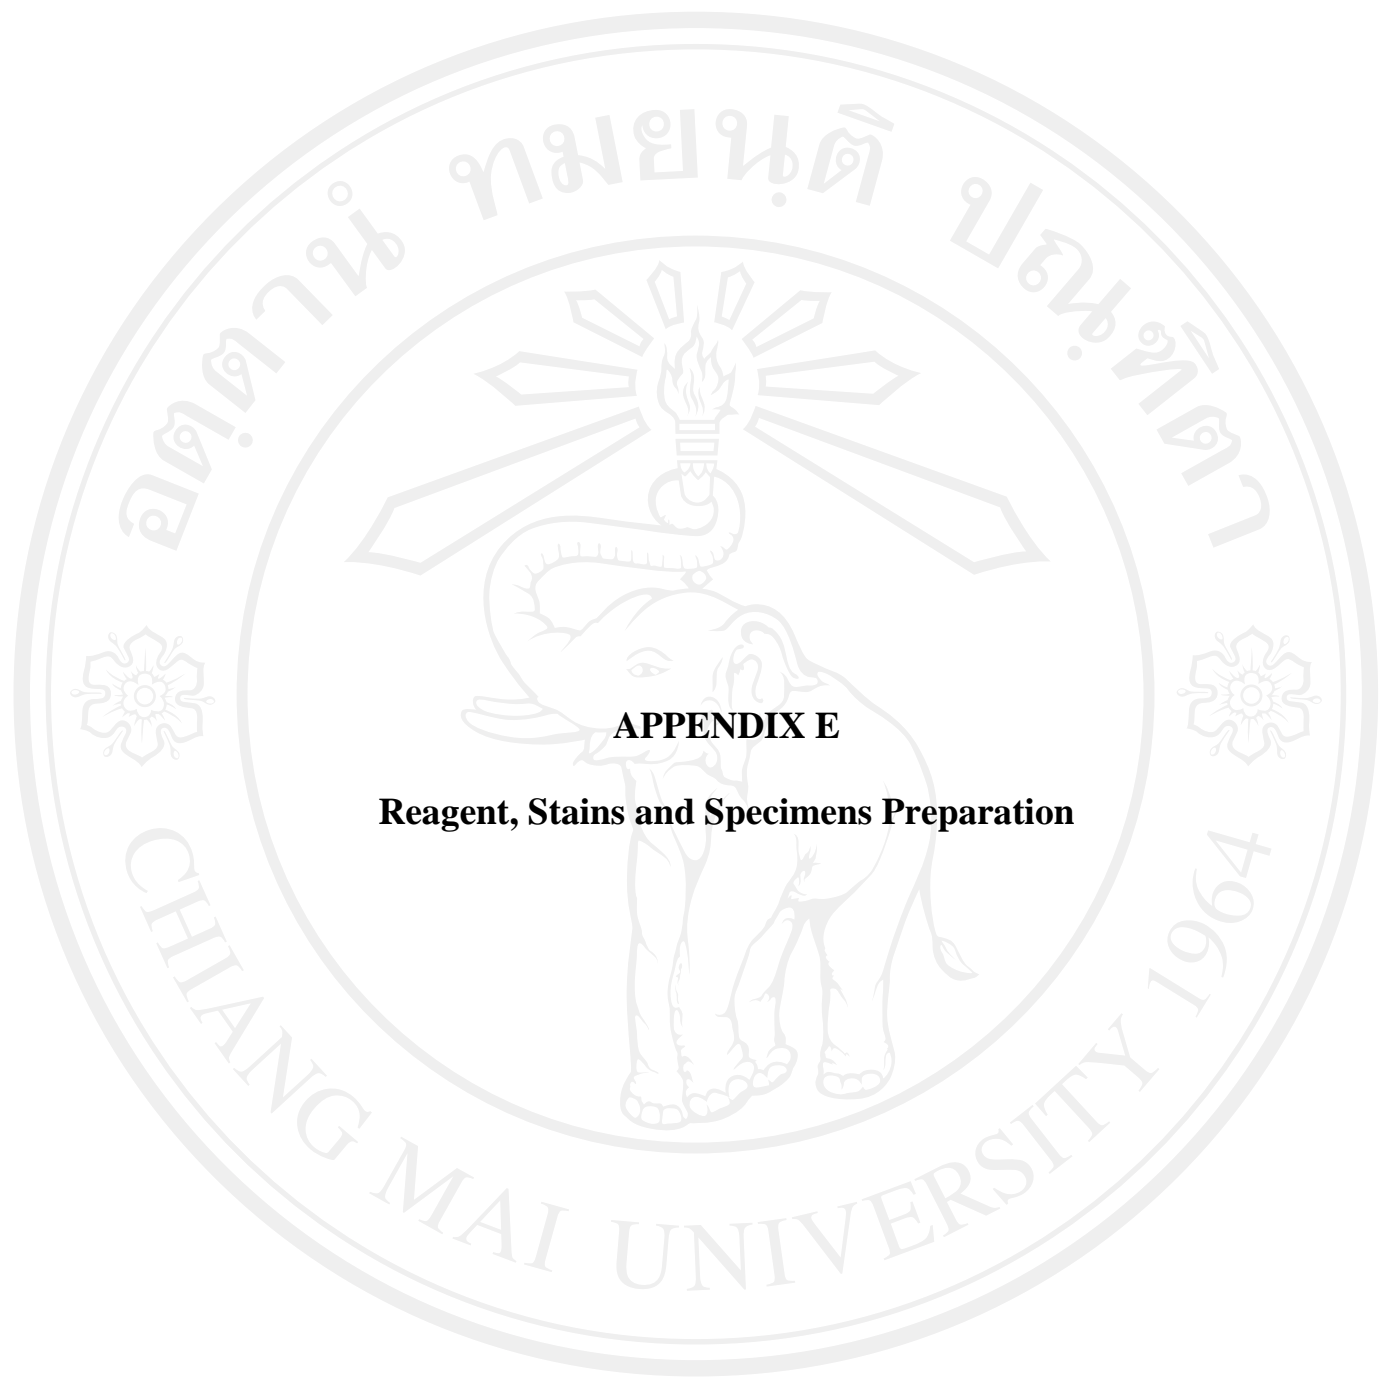 อตฺตานํ ทมยนฺติ ปณฺฑิตา
APPENDIX E
Reagent, Stains and Specimens Preparation
CHIANG MAI UNIVERSITY 1964